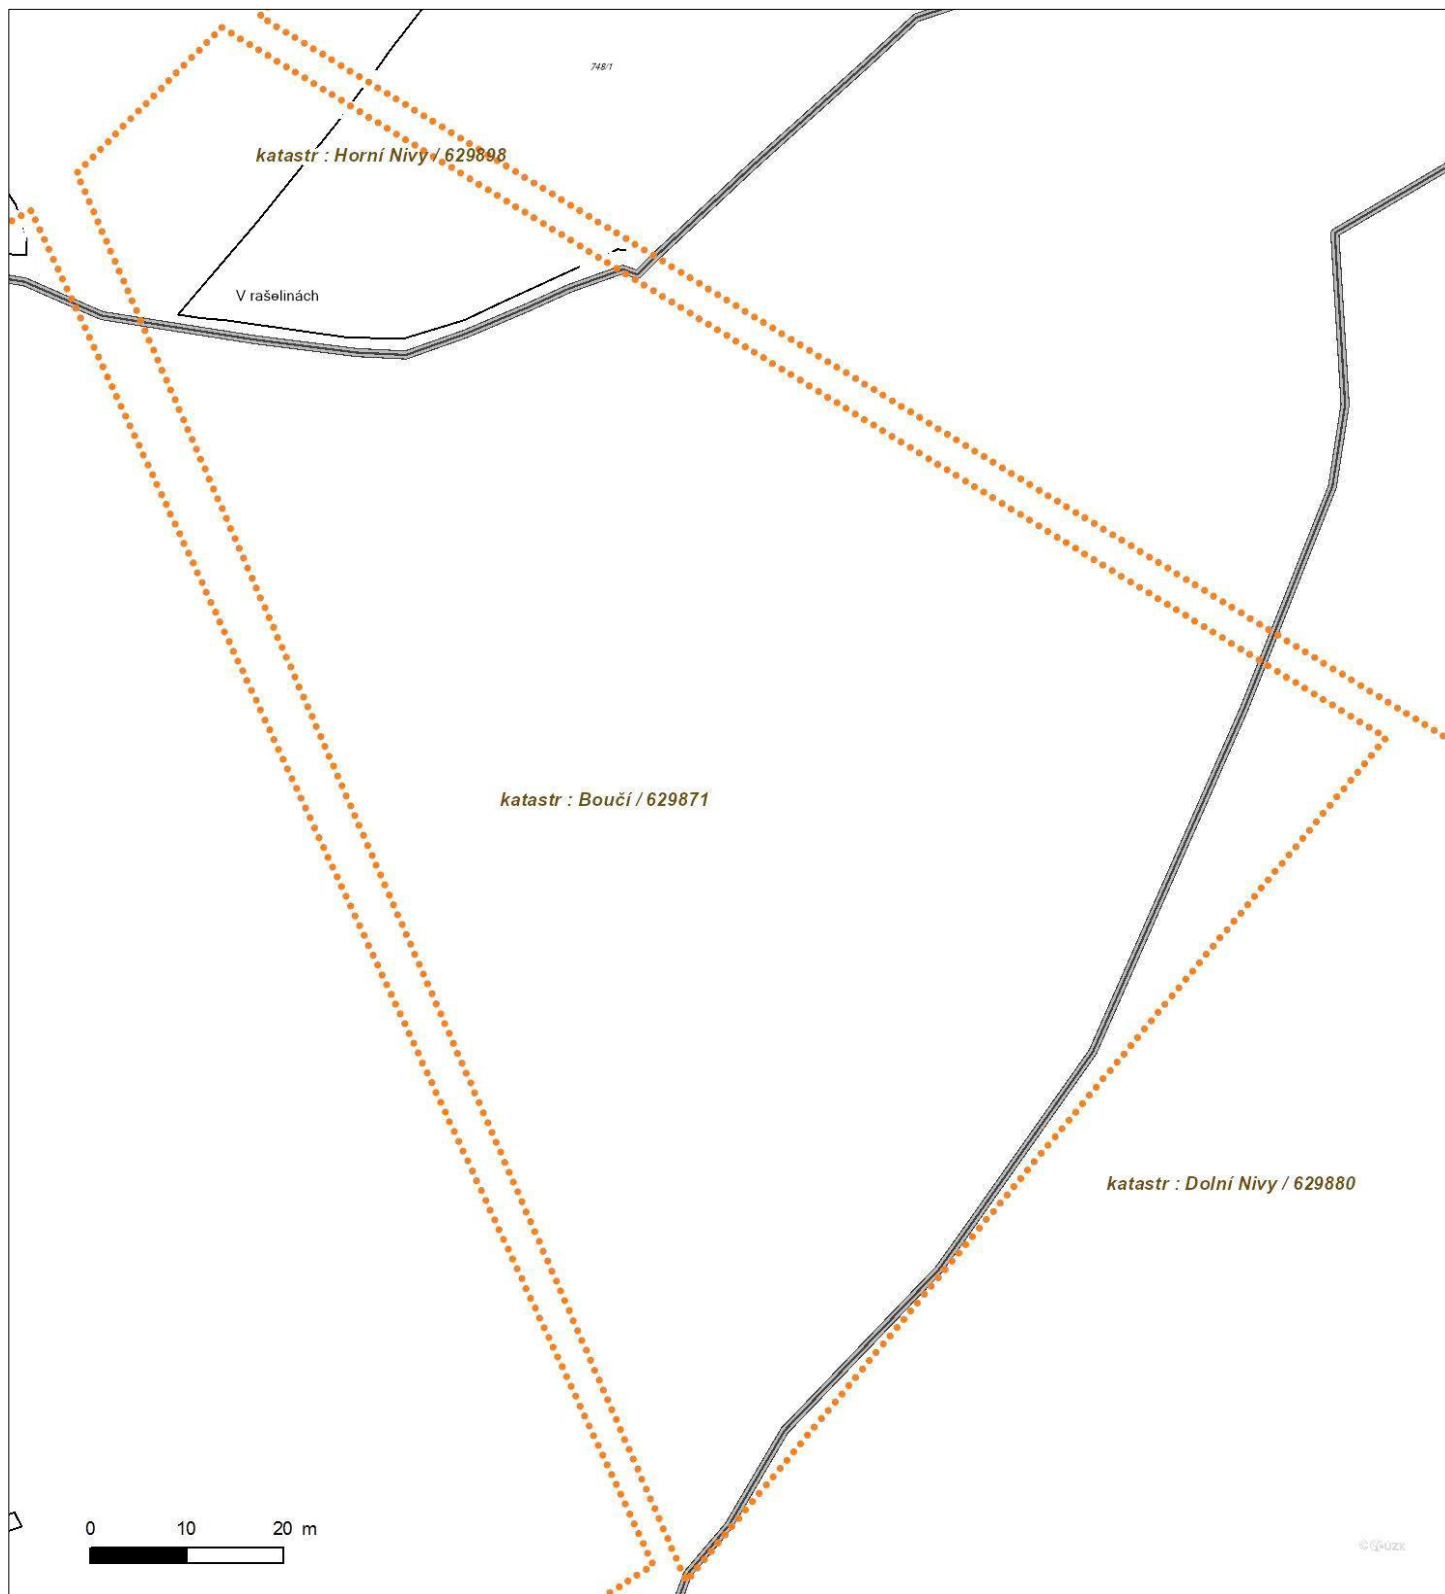 748/1
katastr : Horní Nivy / 629898
V rašelinách
katastr : Boučí / 629871
katastr : Dolní Nivy / 629880
0 10 20 m